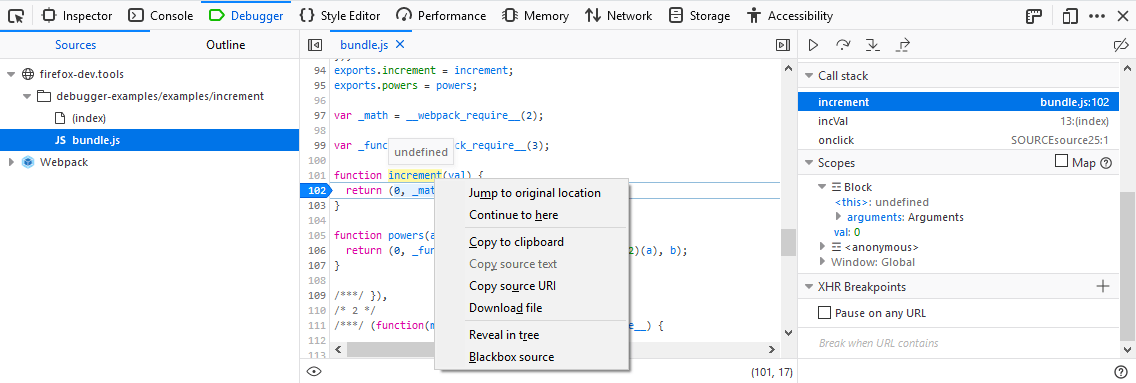 Inspector Console Debugger Style Editor Performance Memory Network Storage Accessibility
Sources Outline
firefox-dev.tools
debugger-examples/examples/increment
(index)
JS bundle.js
Webpack
bundle.js
94 exports.increment = increment;
95 exports.powers = powers;
96
97 var _math = __webpack_require__(2);
98
99 var _func ck_require__(3);
100
undefined
101 function increment(val) {
102 return (0, _mat
103 }
104
105 function powers(a
106 return (0, _fu 2)(a), b);
107 }
108
109 /***/ }),
110 /* 2 */
111 /***/ (function(m e__) {
112
113
Jump to original location
Continue to here
Copy to clipboard
Copy source text
Copy source URI
Download file
Reveal in tree
Blackbox source
(101, 17)
Call stack
increment bundle.js:102
incVal 13:(index)
onclick SOURCEsource25:1
Scopes Map
Block
<this>: undefined
arguments: Arguments
val: 0
<anonymous>
Window: Global
XHR Breakpoints
Pause on any URL
Break when URL contains